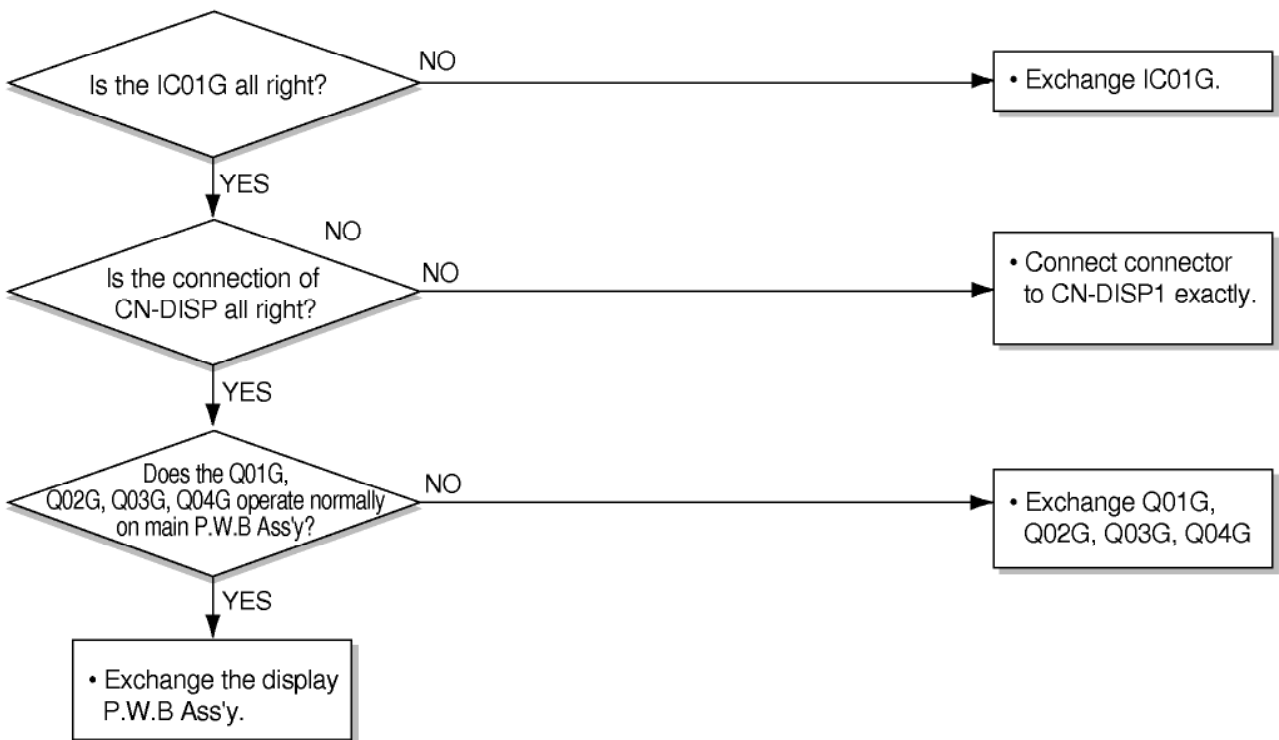 Is the IC01G all right?
NO
• Exchange IC01G.
YES
NO
Is the connection of
CN-DISP all right?
NO
• Connect connector
to CN-DISP1 exactly.
YES
Does the Q01G,
Q02G, Q03G, Q04G operate normally
on main P.W.B Ass'y?
NO
• Exchange Q01G,
Q02G, Q03G, Q04G
YES
• Exchange the display
P.W.B Ass'y.